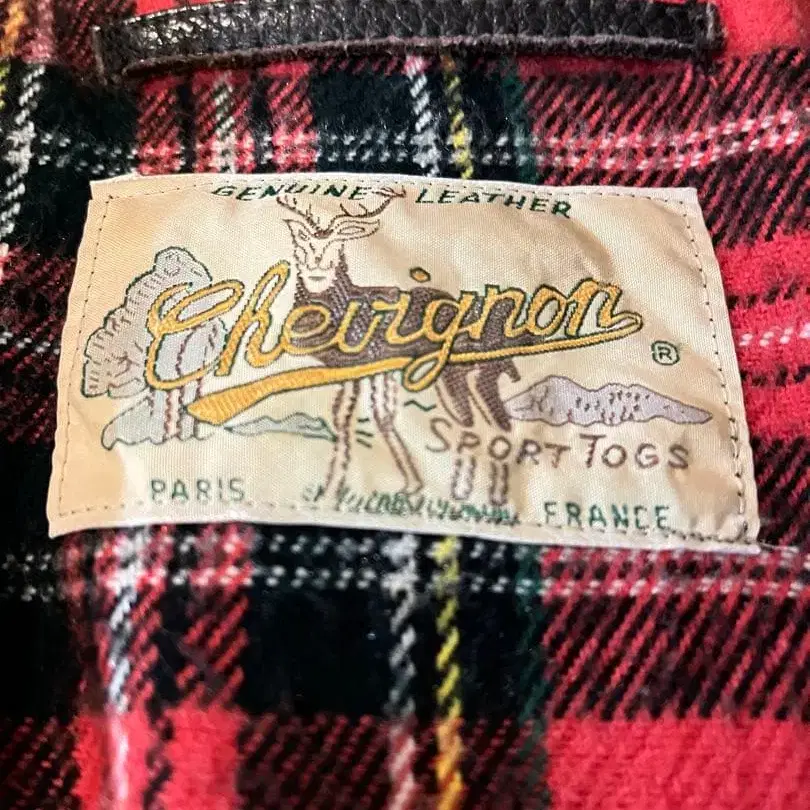 GENUINE LEATHER
Chevignon ®
SPORT TOGS
PARIS FRANCE